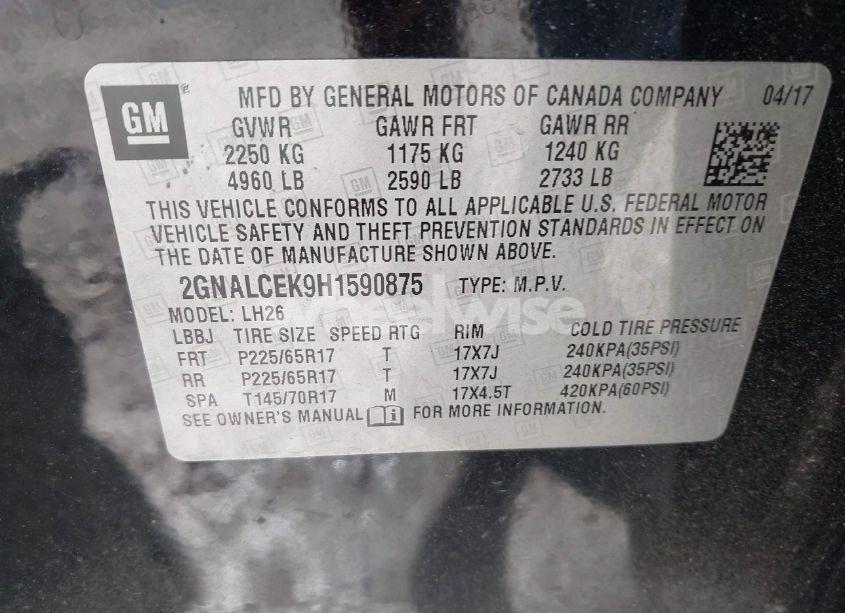 GM
MFD BY GENERAL MOTORS OF CANADA COMPANY 04/17
GVWR GAWR FRT GAWR RR
2250 KG 1175 KG 1240 KG
4960 LB 2590 LB 2733 LB
THIS VEHICLE CONFORMS TO ALL APPLICABLE U.S. FEDERAL MOTOR
VEHICLE SAFETY AND THEFT PREVENTION STANDARDS IN EFFECT ON
THE DATE OF MANUFACTURE SHOWN ABOVE.
2GNALCEK9H1590875 TYPE: M.P.V.
MODEL: LH26
LBBJ TIRE SIZE SPEED RTG RIM COLD TIRE PRESSURE
FRT P225/65R17 T 17X7J 240KPA(35PSI)
RR P225/65R17 T 17X7J 240KPA(35PSI)
SPA T145/70R17 M 17X4.5T 420KPA(60PSI)
SEE OWNER'S MANUAL FOR MORE INFORMATION.